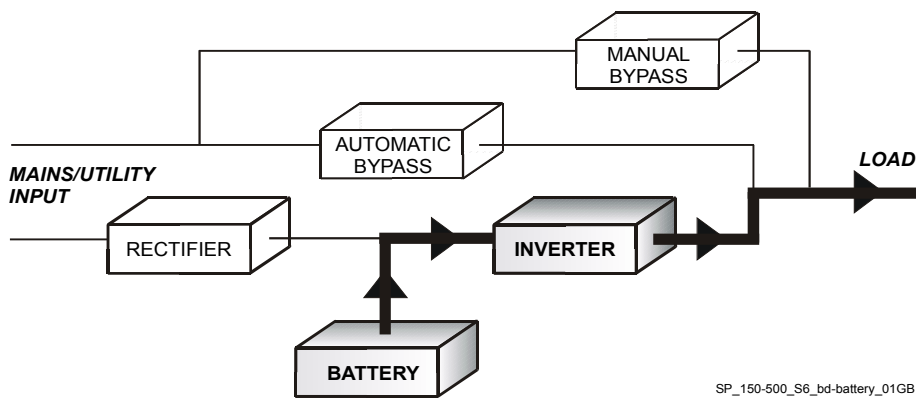 MANUAL
BYPASS
AUTOMATIC
BYPASS
LOAD
MAINS/UTILITY
INPUT
RECTIFIER
INVERTER
BATTERY
SP_150-500_S6_bd-battery_01GB